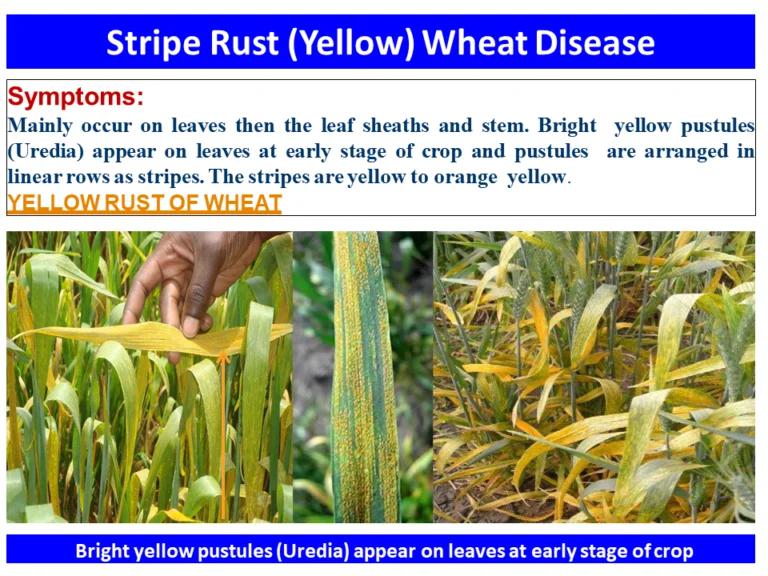 Stripe Rust (Yellow) Wheat Disease
Symptoms:
Mainly occur on leaves then the leaf sheaths and stem. Bright yellow pustules
(Uredia) appear on leaves at early stage of crop and pustules are arranged in
linear rows as stripes. The stripes are yellow to orange yellow.
YELLOW RUST OF WHEAT
Bright yellow pustules (Uredia) appear on leaves at early stage of crop